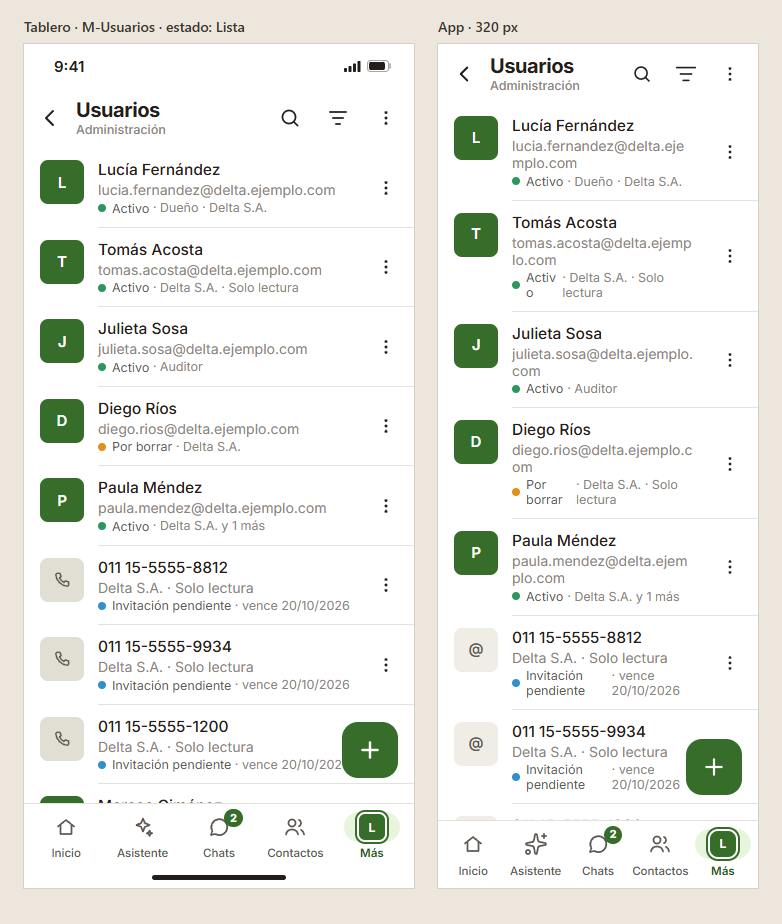 Tablero · M-Usuarios · estado: Lista
9:41
Usuarios
Administración
L
Lucía Fernández
lucia.fernandez@delta.ejemplo.com
Activo · Dueño · Delta S.A.
T
Tomás Acosta
tomas.acosta@delta.ejemplo.com
Activo · Delta S.A. · Solo lectura
J
Julieta Sosa
julieta.sosa@delta.ejemplo.com
Activo · Auditor
D
Diego Ríos
diego.rios@delta.ejemplo.com
Por borrar · Delta S.A.
P
Paula Méndez
paula.mendez@delta.ejemplo.com
Activo · Delta S.A. y 1 más
011 15-5555-8812
Delta S.A. · Solo lectura
Invitación pendiente · vence 20/10/2026
011 15-5555-9934
Delta S.A. · Solo lectura
Invitación pendiente · vence 20/10/2026
011 15-5555-1200
Delta S.A. · Solo lectura
Invitación pendiente · vence 20/10/202
2
L
Inicio
Asistente
Chats
Contactos
Más
App · 320 px
Usuarios
Administración
L
Lucía Fernández
lucia.fernandez@delta.eje
mplo.com
Activo · Dueño · Delta S.A.
T
Tomás Acosta
tomas.acosta@delta.ejemp
lo.com
Activ · Delta S.A. · Solo
o lectura
J
Julieta Sosa
julieta.sosa@delta.ejemplo.
com
Activo · Auditor
D
Diego Ríos
diego.rios@delta.ejemplo.c
om
Por · Delta S.A. · Solo
borrar lectura
P
Paula Méndez
paula.mendez@delta.ejem
plo.com
Activo · Delta S.A. y 1 más
@
011 15-5555-8812
Delta S.A. · Solo lectura
Invitación · vence
pendiente 20/10/2026
@
011 15-5555-9934
Delta S.A. · Solo lectura
Invitación · vence
pendiente 20/10/2026
2
L
Inicio
Asistente
Chats
Contactos
Más